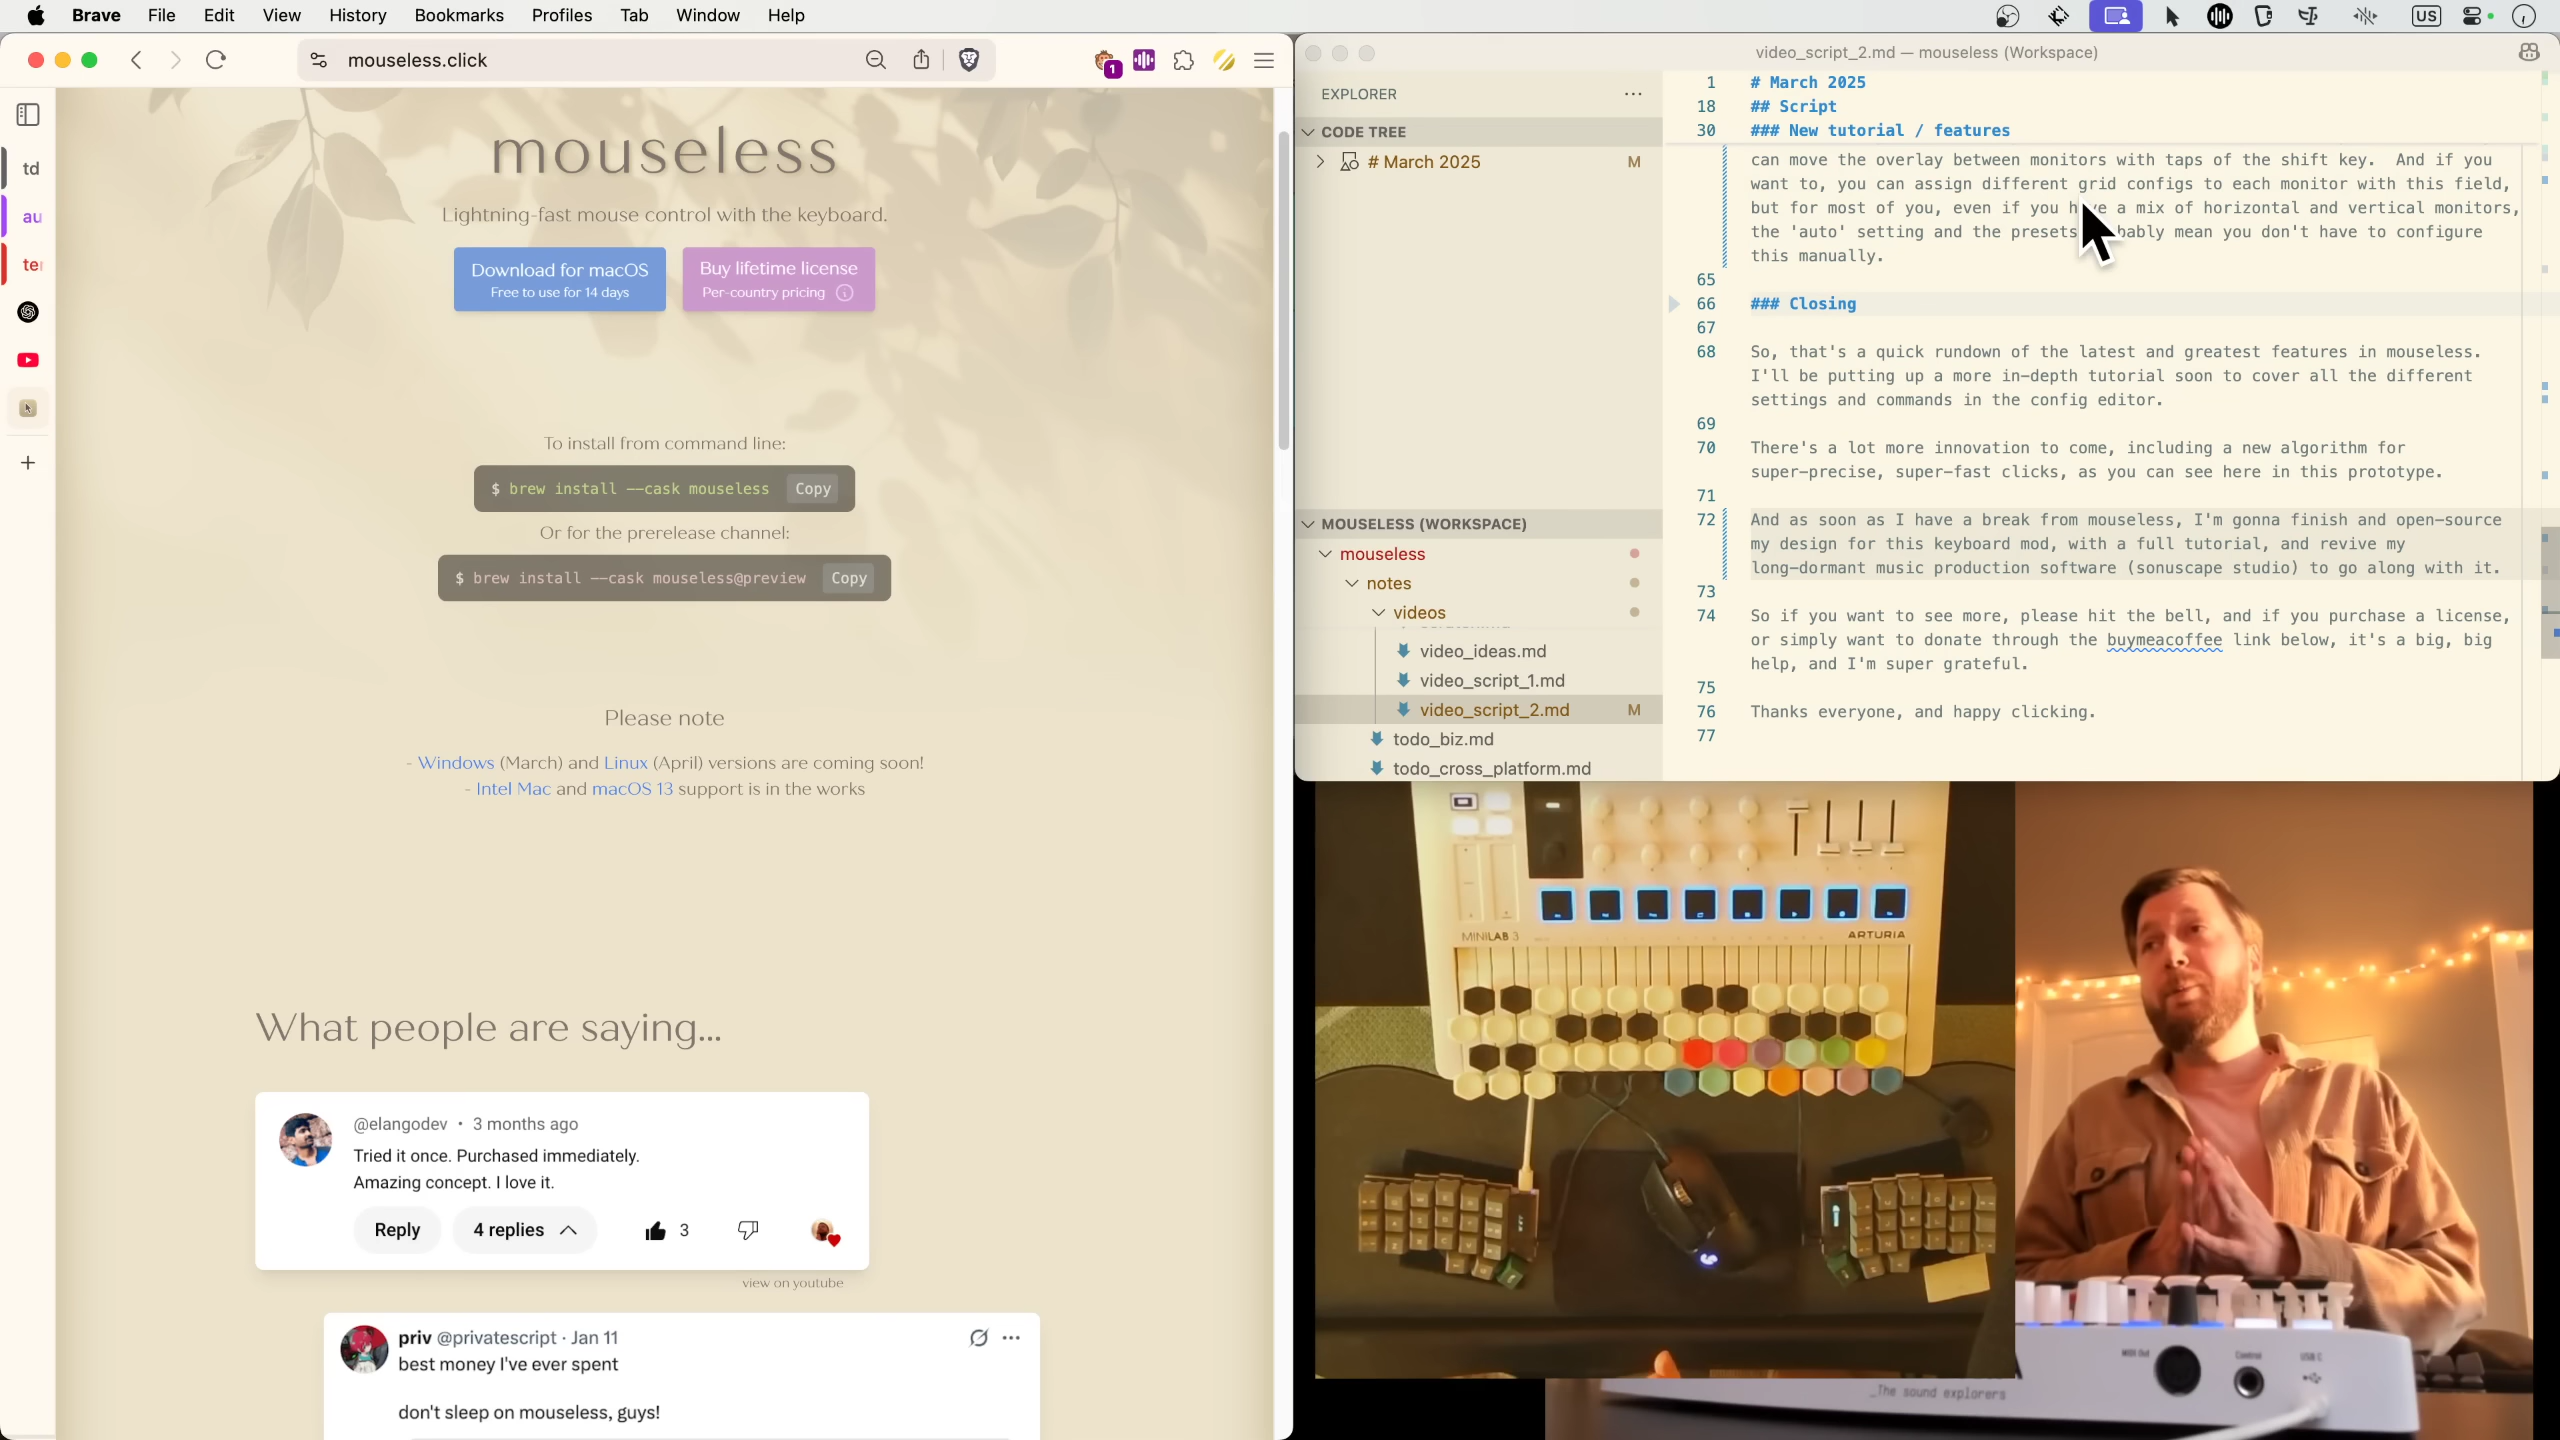 Brave File Edit View History Bookmarks Profiles Tab Window Help
US
mouseless.click
1
td
au
mouseless
Lightning-fast mouse control with the keyboard.
Download for macOS
Free to use for 14 days
Buy lifetime license
Per-country pricing
To install from command line:
$ brew install --cask mouseless
Copy
Or for the prerelease channel:
$ brew install --cask mouseless@preview
Copy
Please note
- Windows (March) and Linux (April) versions are coming soon!
- Intel Mac and macOS 13 support is in the works
What people are saying...
@elangodev • 3 months ago
Tried it once. Purchased immediately.
Amazing concept. I love it.
Reply
4 replies
3
view on youtube
priv @privatescript · Jan 11
best money I've ever spent
don't sleep on mouseless, guys!
video_script_2.md — mouseless (Workspace)
EXPLORER
CODE TREE
# March 2025 M
MOUSELESS (WORKSPACE)
mouseless
notes
videos
video_ideas.md
video_script_1.md
video_script_2.md M
todo_biz.md
todo_cross_platform.md
1 # March 2025
18 ## Script
30 ### New tutorial / features
can move the overlay between monitors with taps of the shift key. And if you
want to, you can assign different grid configs to each monitor with this field,
but for most of you, even if you have a mix of horizontal and vertical monitors,
the 'auto' setting and the presets probably mean you don't have to configure
this manually.
65
66 ### Closing
67
68 So, that's a quick rundown of the latest and greatest features in mouseless.
I'll be putting up a more in-depth tutorial soon to cover all the different
settings and commands in the config editor.
69
70 There's a lot more innovation to come, including a new algorithm for
super-precise, super-fast clicks, as you can see here in this prototype.
71
72 And as soon as I have a break from mouseless, I'm gonna finish and open-source
my design for this keyboard mod, with a full tutorial, and revive my
long-dormant music production software (sonuscape studio) to go along with it.
73
74 So if you want to see more, please hit the bell, and if you purchase a license,
or simply want to donate through the buymeacoffee link below, it's a big, big
help, and I'm super grateful.
75
76 Thanks everyone, and happy clicking.
77
MINILAB 3
ARTURIA
MIDI Out
Control
USB C
_The sound explorers